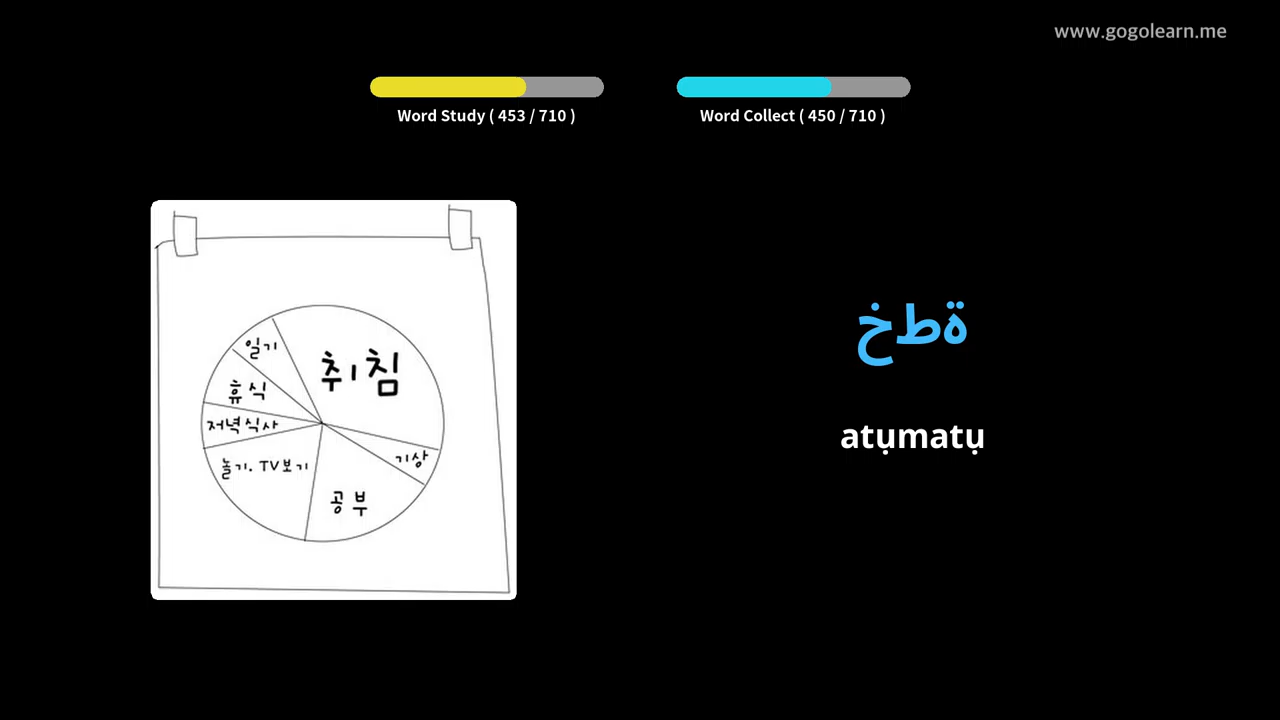 www.gogolearn.me
Word Study ( 453 / 710 )
Word Collect ( 450 / 710 )
일기
취침
휴식
저녁식사
놀기. TV보기
기상
공부
ةطخ
atụmatụ